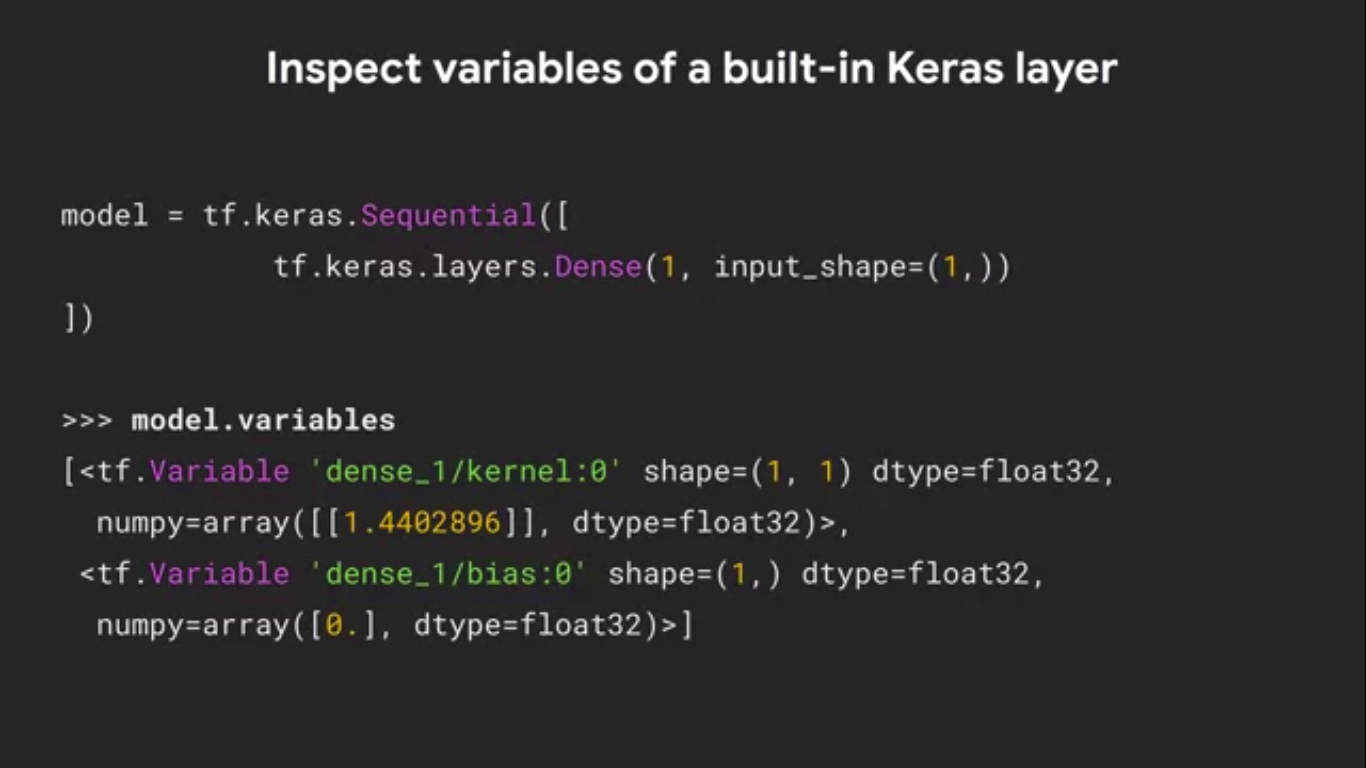 Inspect variables of a built-in Keras layer
model = tf.keras.Sequential([
tf.keras.layers.Dense(1, input_shape=(1,))
])
>>> model.variables
[<tf.Variable 'dense_1/kernel:0' shape=(1, 1) dtype=float32,
numpy=array([[1.4402896]], dtype=float32)>,
<tf.Variable 'dense_1/bias:0' shape=(1,) dtype=float32,
numpy=array([0.], dtype=float32)>]